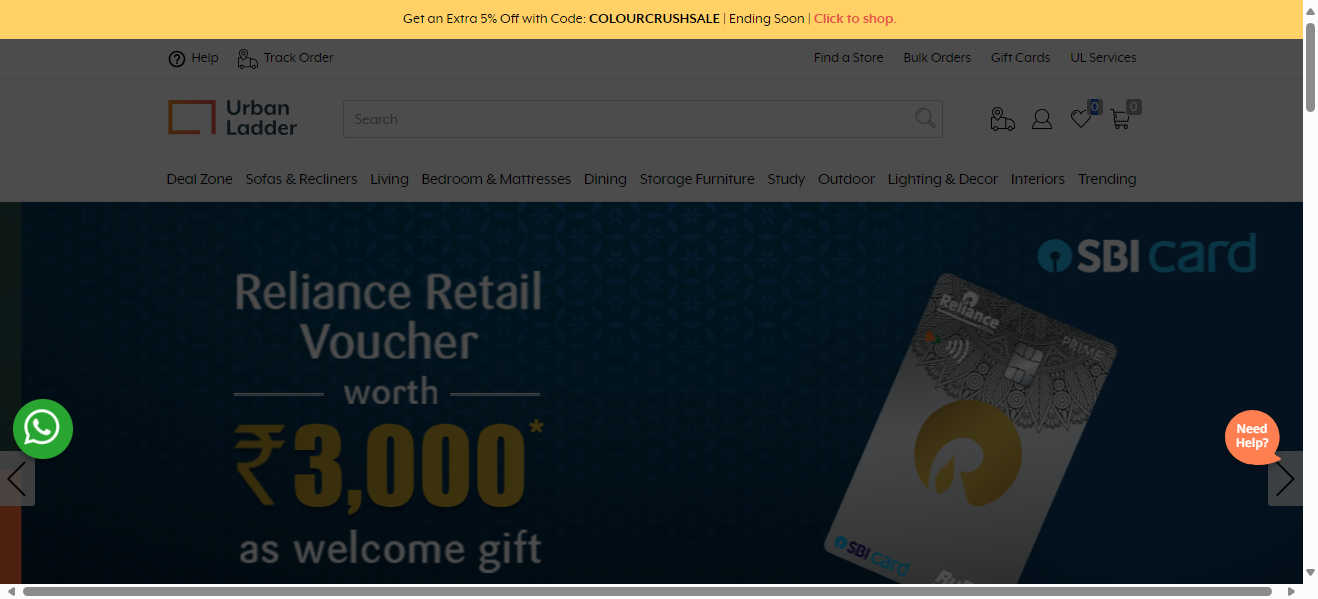 Get an Extra 5% Off with Code: COLOURCRUSHSALE | Ending Soon | Click to shop.
Help Track Order Find a Store Bulk Orders Gift Cards UL Services
Urban
Ladder
Search
0 0
Deal Zone Sofas & Recliners Living Bedroom & Mattresses Dining Storage Furniture Study Outdoor Lighting & Decor Interiors Trending
SBI card
Reliance Retail
Voucher
worth
₹3,000*
as welcome gift
Reliance
PRIME
SBI card
Need
Help?